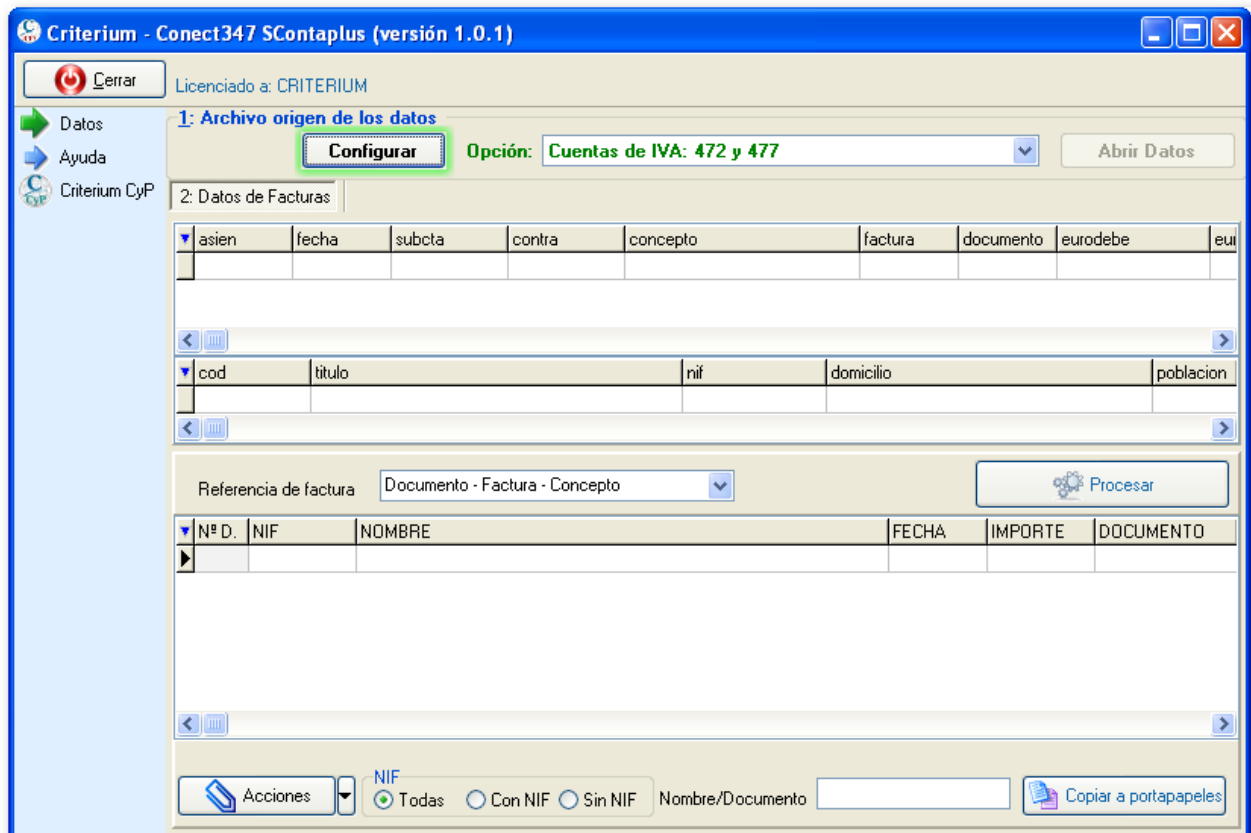 Criterium - Conect347 SContaplus (versión 1.0.1)
Cerrar
Licenciado a: CRITERIUM
Datos
Ayuda
Criterium CyP
1: Archivo origen de los datos
Configurar
Opción: Cuentas de IVA: 472 y 477
Abrir Datos
2: Datos de Facturas
asien fecha subcta contra concepto factura documento eurodebe eur
cod titulo nif domicilio poblacion
Referencia de factura Documento - Factura - Concepto
Procesar
Nº D. NIF NOMBRE FECHA IMPORTE DOCUMENTO
Acciones
NIF
Todas Con NIF Sin NIF
Nombre/Documento
Copiar a portapapeles